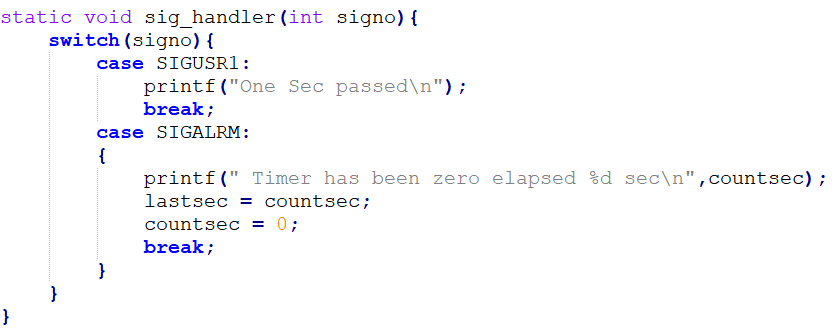 static void sig_handler(int signo){
    switch(signo){
        case SIGUSR1:
            printf("One Sec passed\n");
            break;
        case SIGALRM:
        {
            printf(" Timer has been zero elapsed %d sec\n",countsec);
            lastsec = countsec;
            countsec = 0;
            break;
        }
    }
}